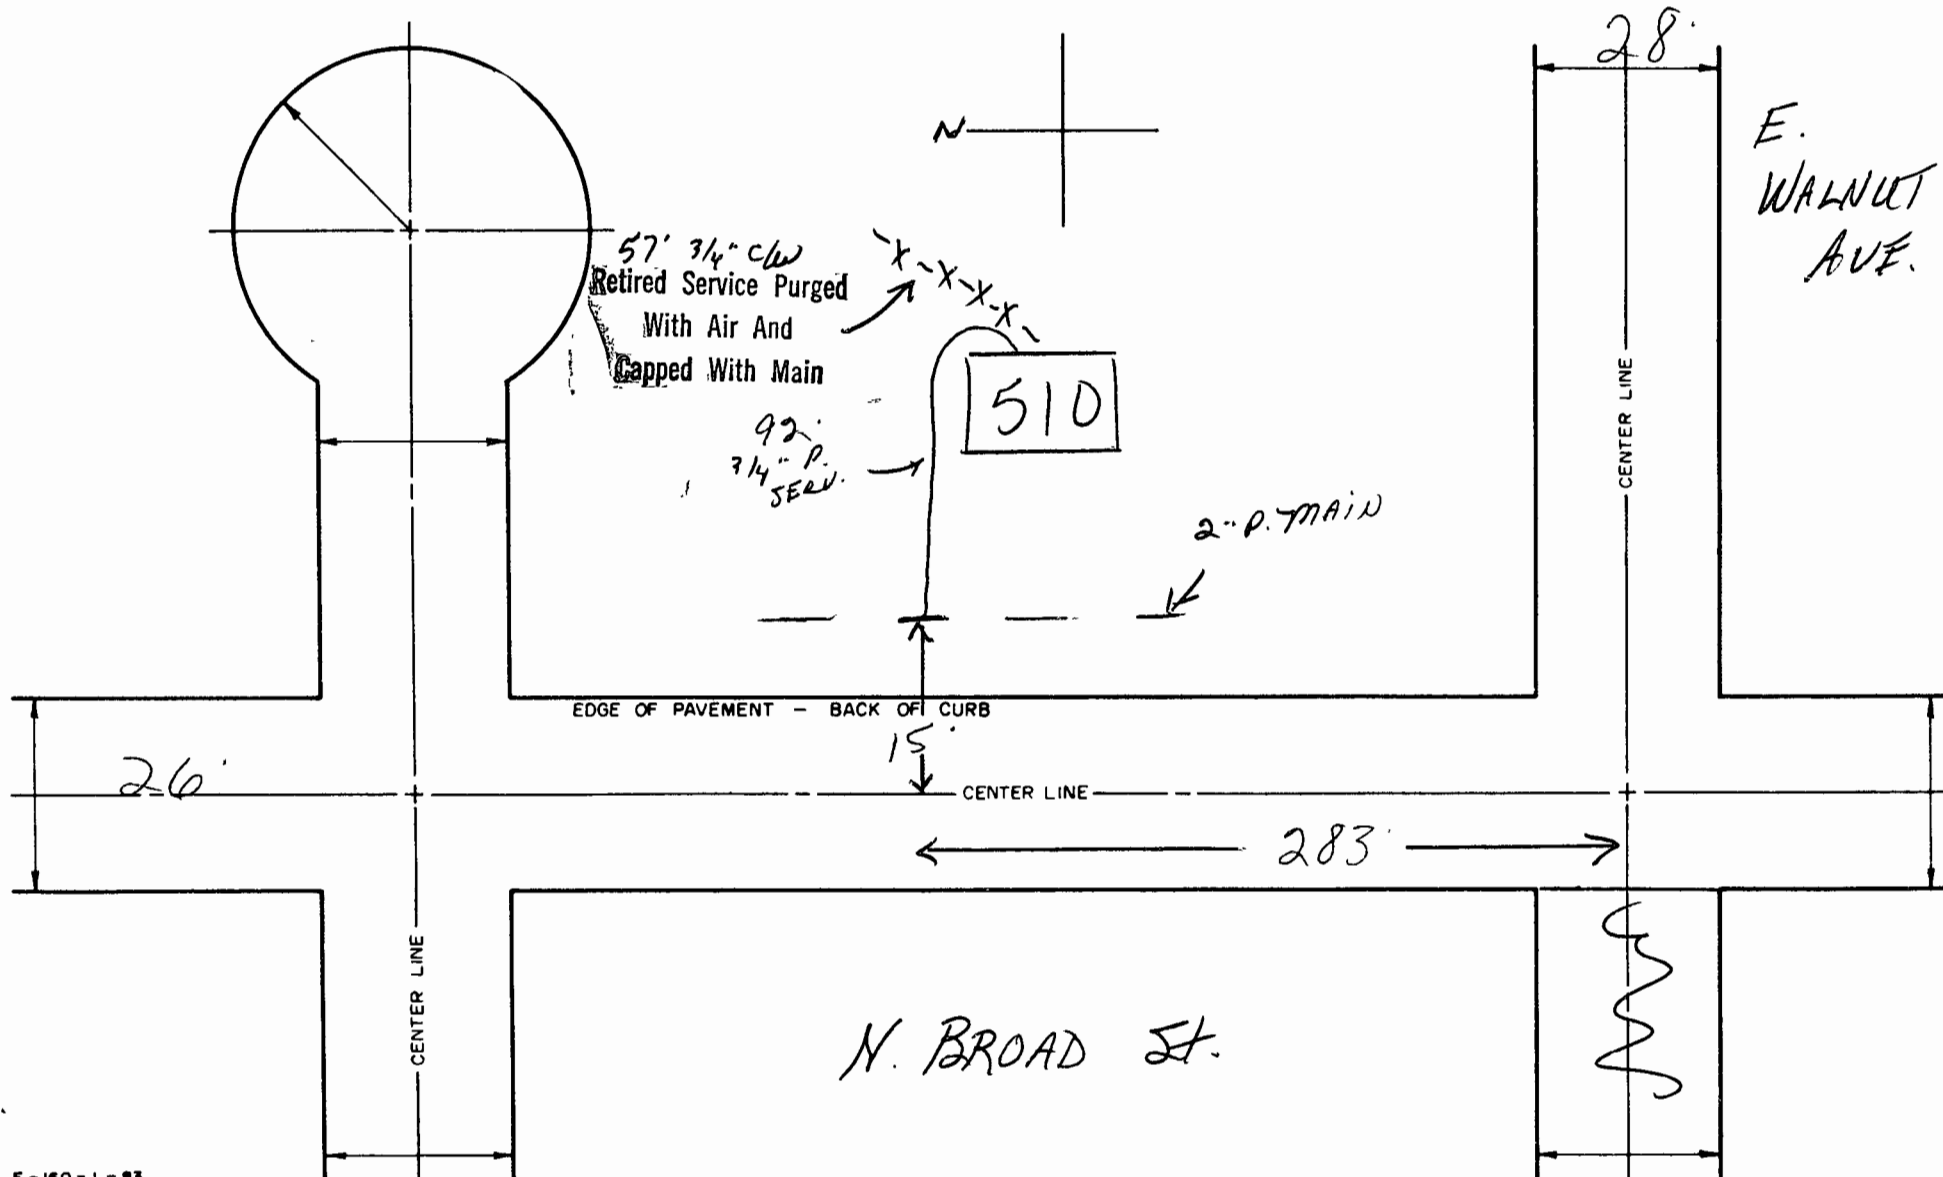 28'
E.
WALNUT
AVE.
N
57' 3/4" C/W
Retired Service Purged
With Air And
Capped With Main
X-X-X-X
510
92'
3/4" P.
SERV.
2" P. MAIN
CENTER LINE
EDGE OF PAVEMENT – BACK OF CURB
15'
26'
CENTER LINE
283'
CENTER LINE
N. BROAD St.